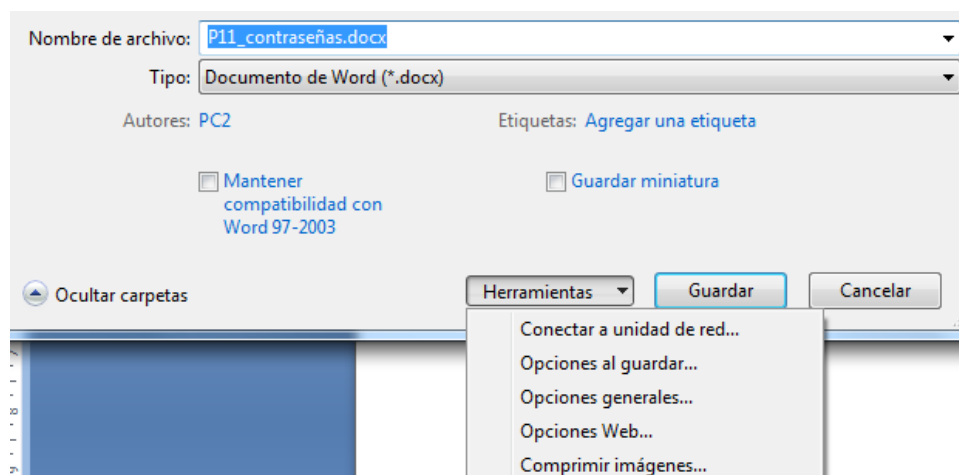 Nombre de archivo: P11_contraseñas.docx
Tipo: Documento de Word (*.docx)
Autores: PC2 Etiquetas: Agregar una etiqueta
Mantener
compatibilidad con
Word 97-2003
Guardar miniatura
Ocultar carpetas Herramientas Guardar Cancelar
Conectar a unidad de red...
Opciones al guardar...
Opciones generales...
Opciones Web...
Comprimir imágenes...